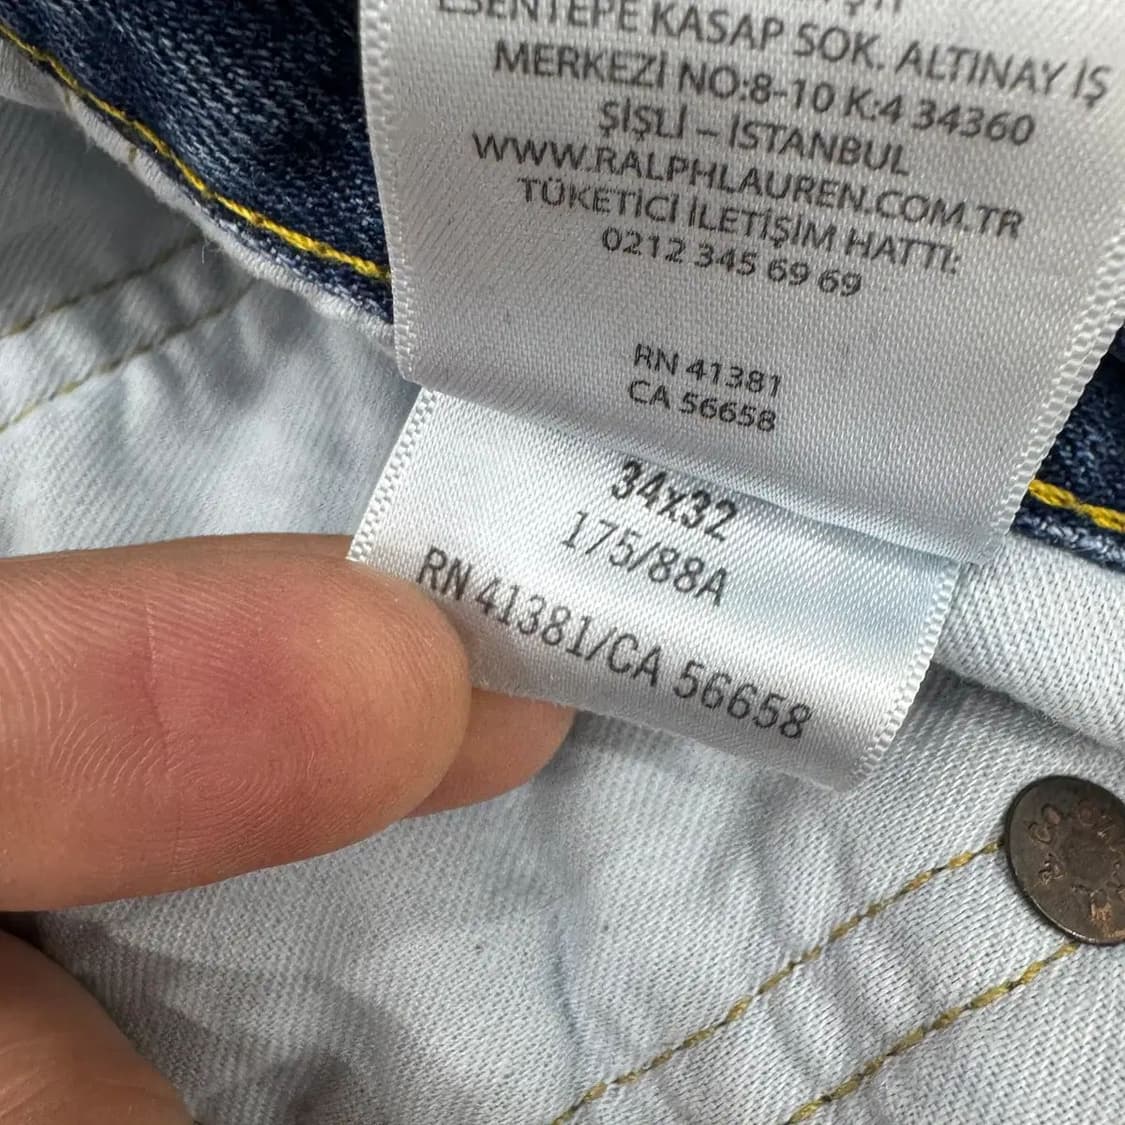 ESENTEPE KASAP SOK. ALTINAY İŞ
MERKEZİ NO:8-10 K:4 34360
ŞİŞLİ – İSTANBUL
WWW.RALPHLAUREN.COM.TR
TÜKETİCİ İLETİŞİM HATTI:
0212 345 69 69
RN 41381
CA 56658
34x32
175/88A
RN 41381/CA 56658
CO.